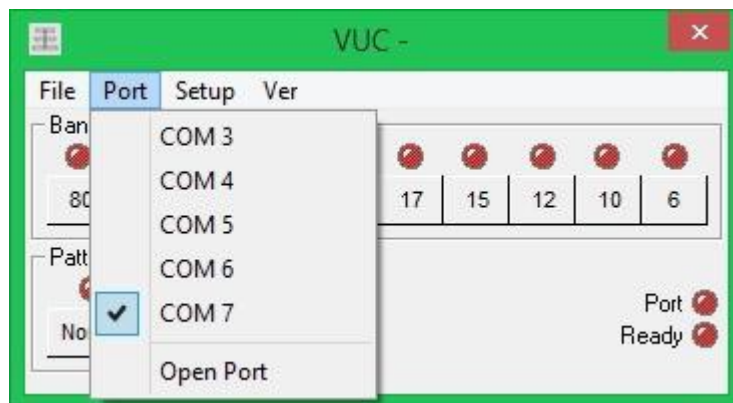 VUC -
File Port Setup Ver
Ban
COM 3
COM 4
80
17 15 12 10 6
COM 5
Patt
COM 6
COM 7
Port
No
Ready
Open Port